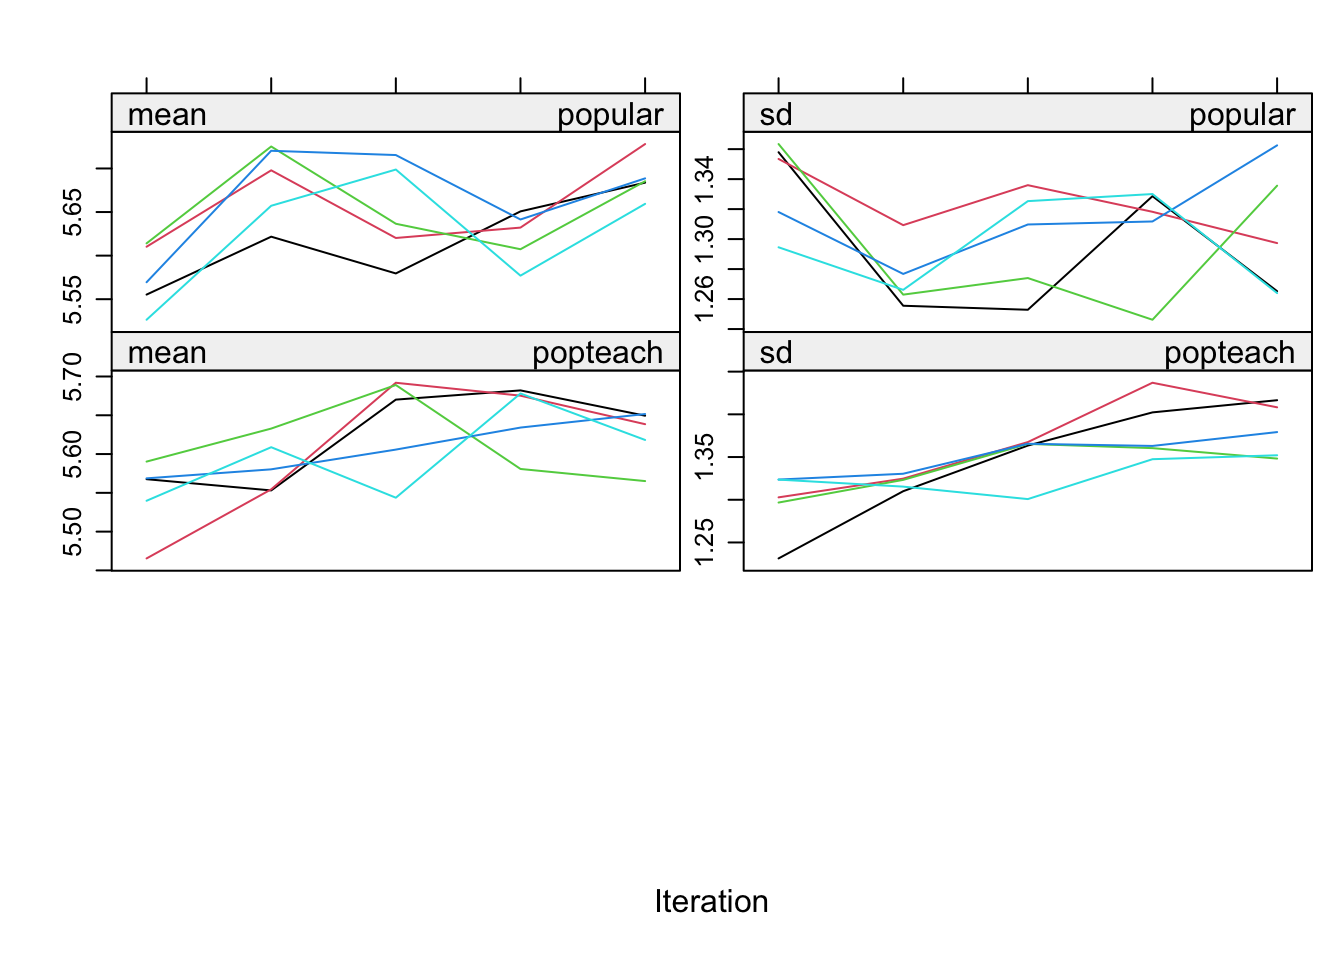 mean popular
sd popular
5.65
5.55
1.34
1.30
1.26
mean popteach
sd popteach
5.70
5.60
5.50
1.35
1.25
Iteration